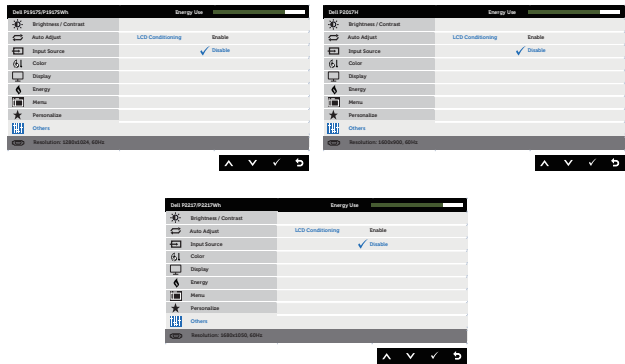 Dell P1917S/P1917SWh Energy Use
Brightness / Contrast
Auto Adjust LCD Conditioning Enable
Input Source Disable
Color
Display
Energy
Menu
Personalize
Others
Resolution: 1280x1024, 60Hz
Dell P2017H Energy Use
Brightness / Contrast
Auto Adjust LCD Conditioning Enable
Input Source Disable
Color
Display
Energy
Menu
Personalize
Others
Resolution: 1600x900, 60Hz
Dell P2217/P2217Wh Energy Use
Brightness / Contrast
Auto Adjust LCD Conditioning Enable
Input Source Disable
Color
Display
Energy
Menu
Personalize
Others
Resolution: 1680x1050, 60Hz